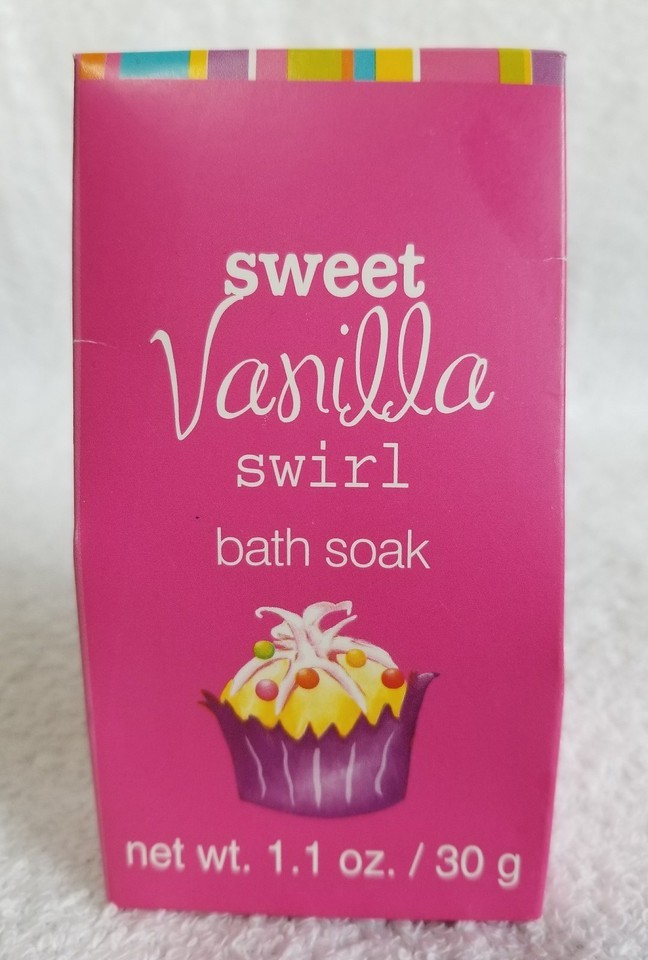 sweet
Vanilla
swirl
bath soak
net wt. 1.1 oz. / 30 g